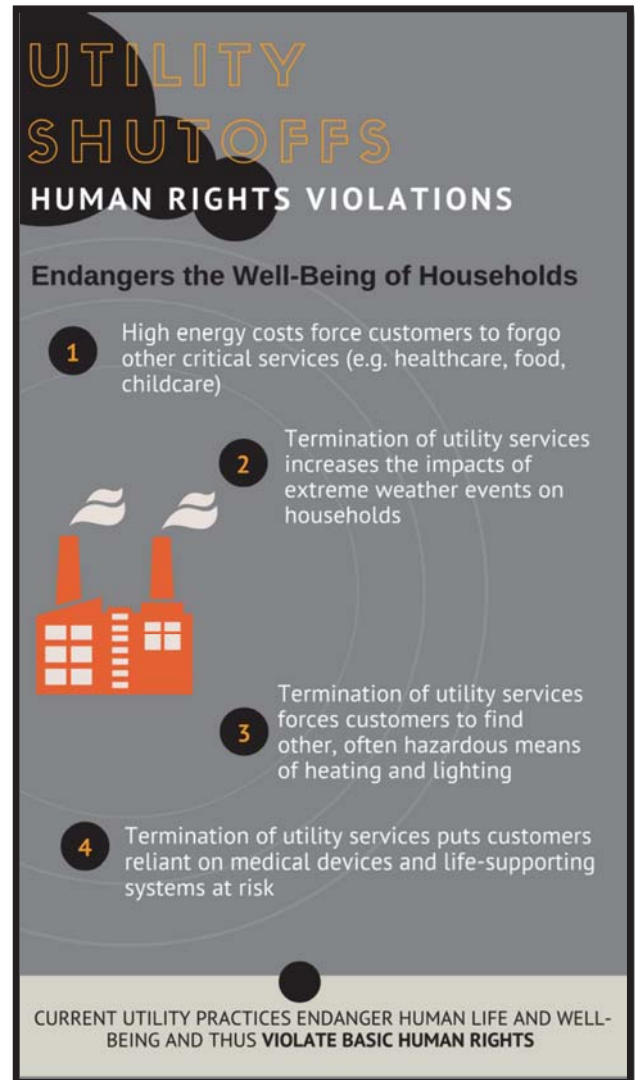 UTILITY
SHUTOFFS
HUMAN RIGHTS VIOLATIONS
Endangers the Well-Being of Households
1
High energy costs force customers to forgo
other critical services (e.g. healthcare, food,
childcare)
2
Termination of utility services
increases the impacts of
extreme weather events on
households
3
Termination of utility services
forces customers to find
other, often hazardous means
of heating and lighting
4
Termination of utility services puts customers
reliant on medical devices and life-supporting
systems at risk
CURRENT UTILITY PRACTICES ENDANGER HUMAN LIFE AND WELL-
BEING AND THUS VIOLATE BASIC HUMAN RIGHTS